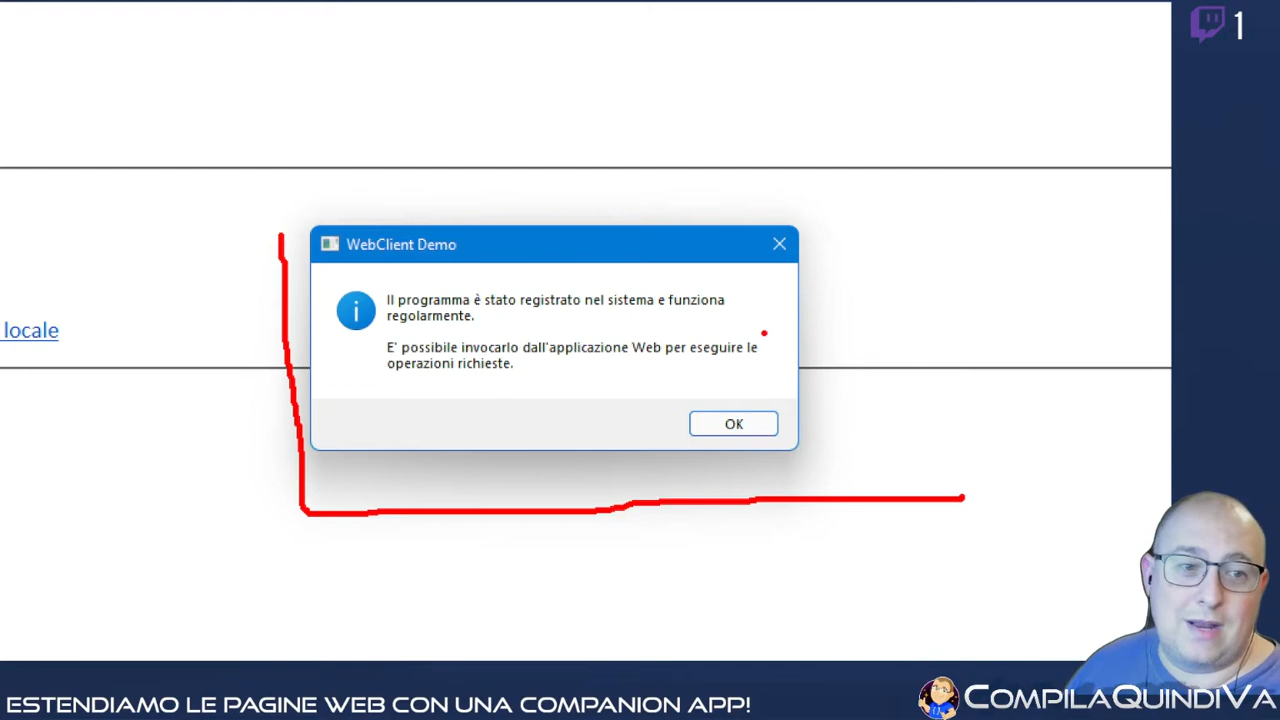 1
WebClient Demo
Il programma è stato registrato nel sistema e funziona
regolarmente.
locale
E' possibile invocarlo dall'applicazione Web per eseguire le
operazioni richieste.
OK
ESTENDIAMO LE PAGINE WEB CON UNA COMPANION APP!
COMPILAQUINDIVA